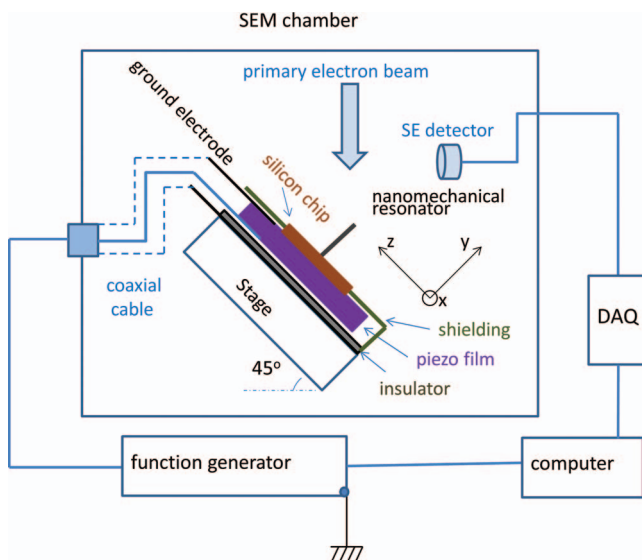 SEM chamber
primary electron beam
ground electrode
SE detector
silicon chip
nanomechanical
resonator
z
y
x
coaxial
cable
Stage
shielding
DAQ
piezo film
45°
insulator
function generator
computer